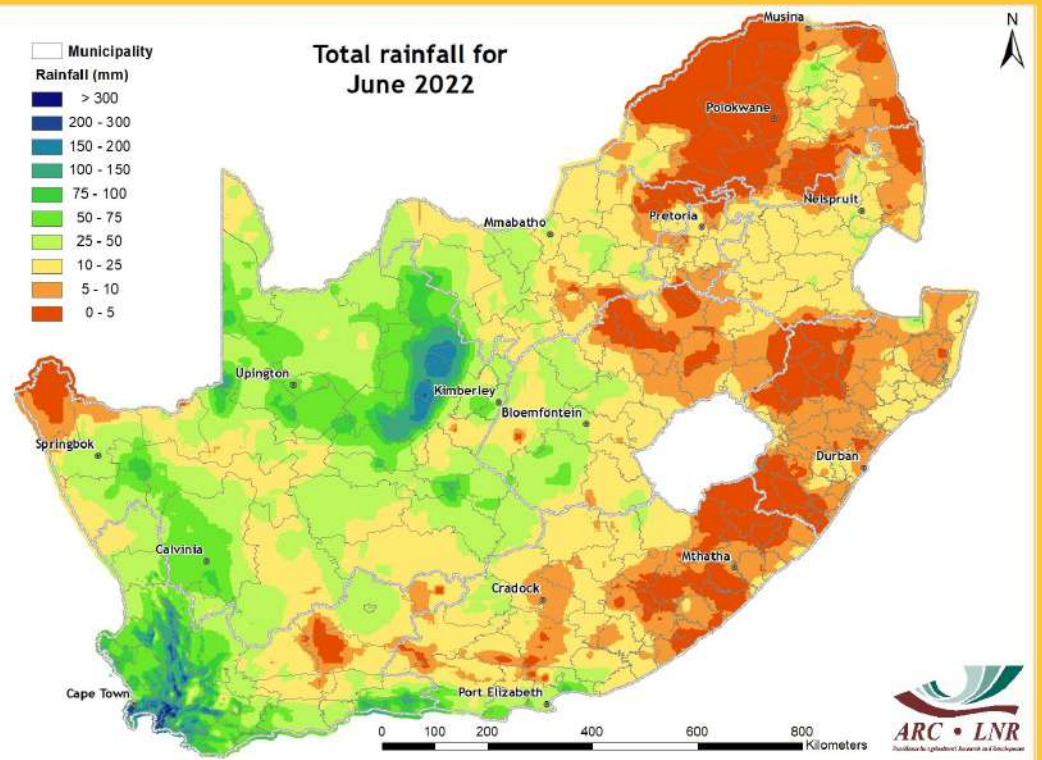 Total rainfall for
June 2022
Municipality
Rainfall (mm)
> 300
200 - 300
150 - 200
100 - 150
75 - 100
50 - 75
25 - 50
10 - 25
5 - 10
0 - 5
N
Musina
Polokwane
Nelspruit
Pretoria
Mmabatho
Upington
Kimberley
Bloemfontein
Springbok
Durban
Calvinia
Mthatha
Cradock
Cape Town
Port Elizabeth
0 100 200 400 600 800
Kilometers
ARC • LNR